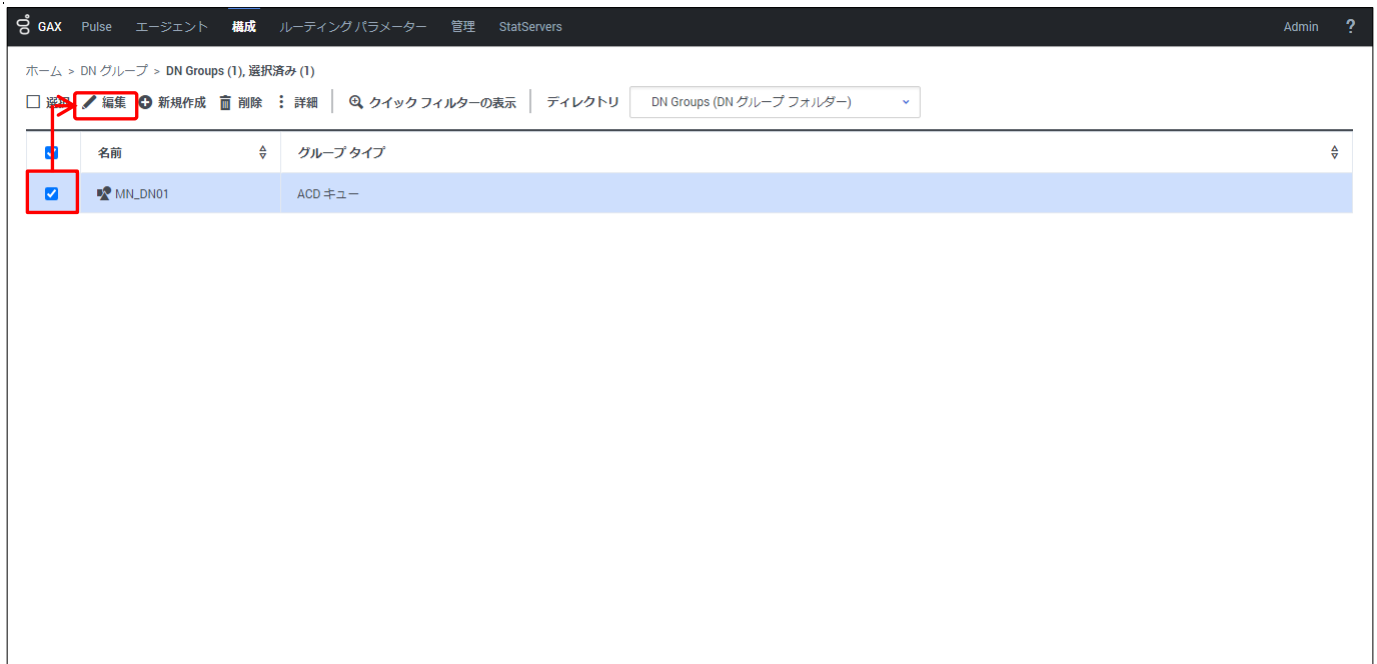 GAX Pulse エージェント 構成 ルーティング パラメーター 管理 StatServers Admin ?
ホーム > DN グループ > DN Groups (1), 選択済み (1)
選択 編集 新規作成 削除 詳細 クイック フィルターの表示 ディレクトリ DN Groups (DN グループ フォルダー)
名前 グループ タイプ
MN_DN01 ACD キュー